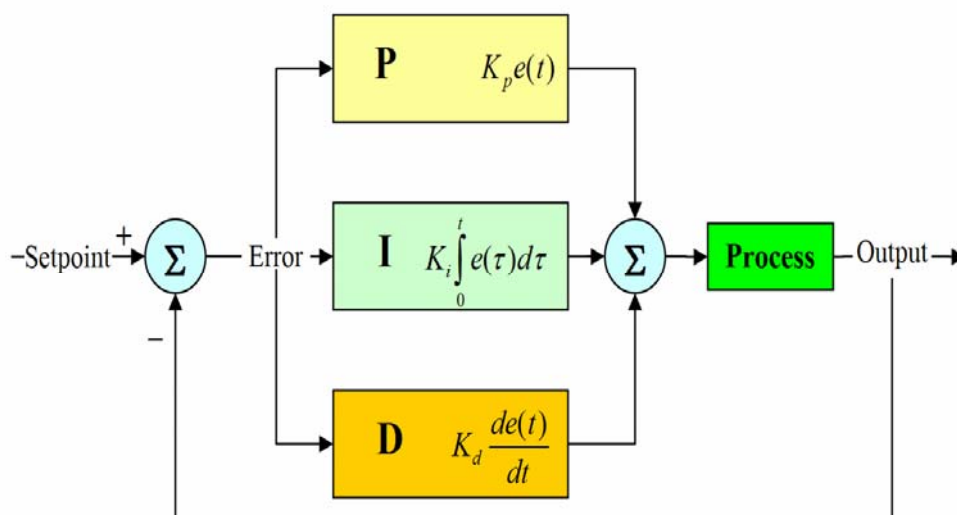 P K_p e(t)
–Setpoint
+
Σ
Error
I K_i ∫_0^t e(τ)dτ
Σ
Process
Output
–
D K_d de(t)/dt